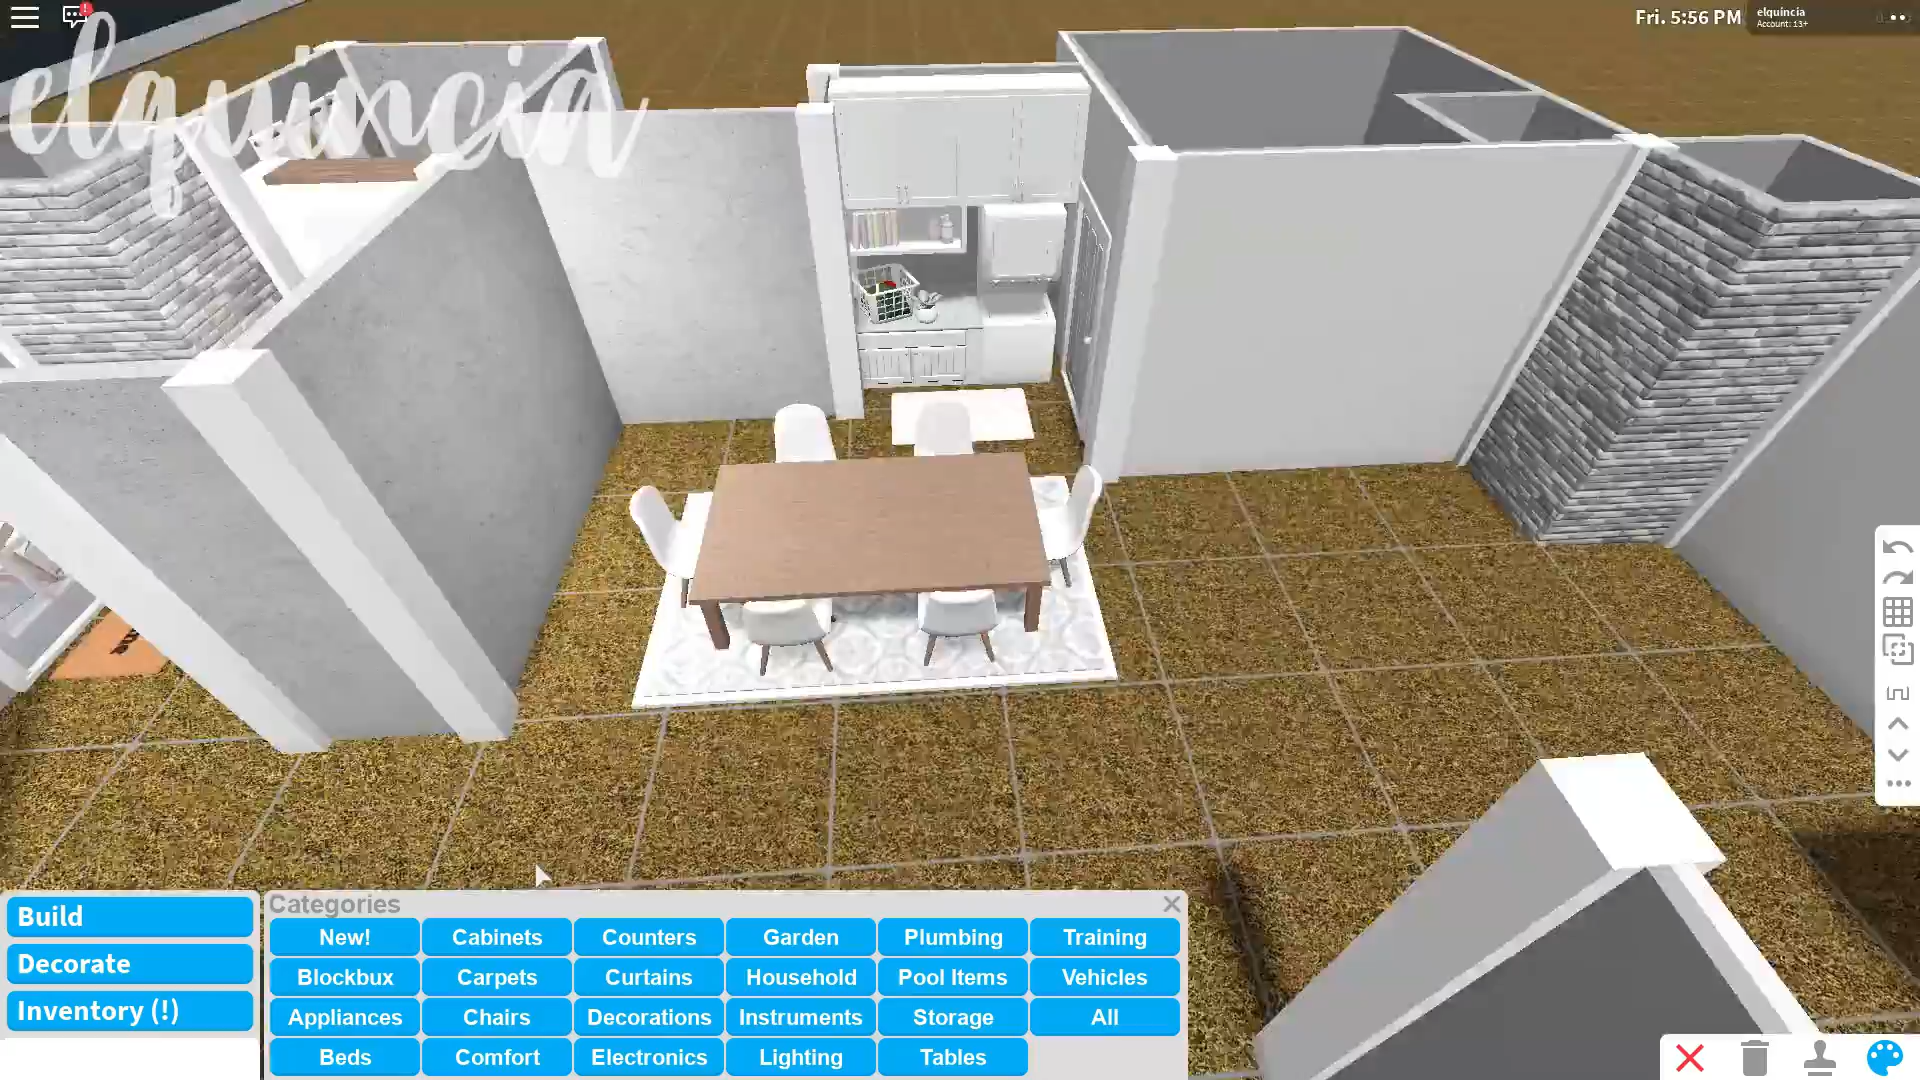 Fri. 5:56 PM
elquincia
Account: 13+
elquincia
Build
Decorate
Inventory (!)
Categories
New! Cabinets Counters Garden Plumbing Training
Blockbux Carpets Curtains Household Pool Items Vehicles
Appliances Chairs Decorations Instruments Storage All
Beds Comfort Electronics Lighting Tables